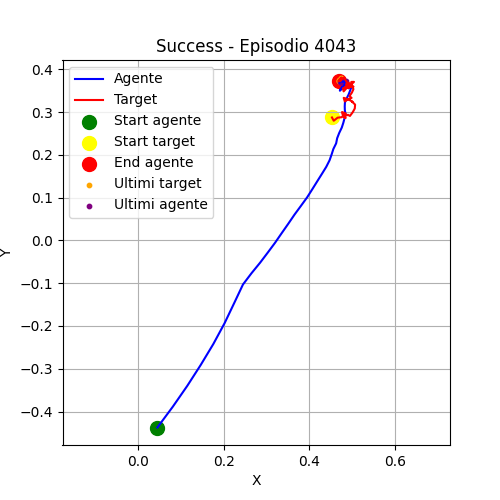 Success - Episodio 4043
Agente
Target
Start agente
Start target
End agente
Ultimi target
Ultimi agente
0.4
0.3
0.2
0.1
0.0
−0.1
−0.2
−0.3
−0.4
Y
0.0 0.2 0.4 0.6
X